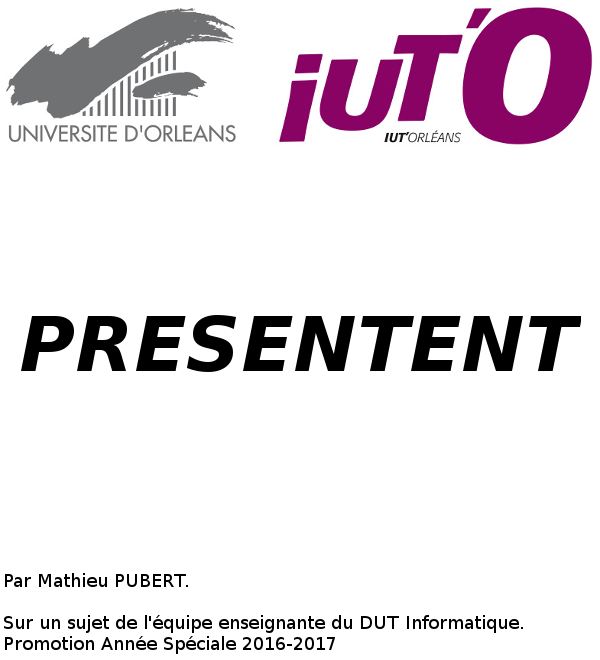 UNIVERSITE D'ORLEANS
iUT'O
IUT'ORLÉANS
PRESENTENT
Par Mathieu PUBERT.
Sur un sujet de l'équipe enseignante du DUT Informatique.
Promotion Année Spéciale 2016-2017